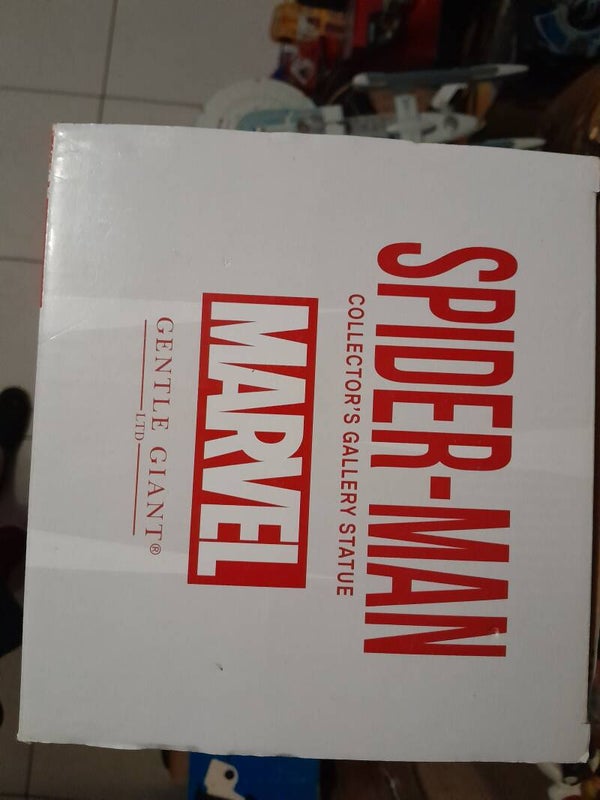 SPIDER-MAN
COLLECTOR'S GALLERY STATUE
MARVEL
GENTLE GIANT®
LTD